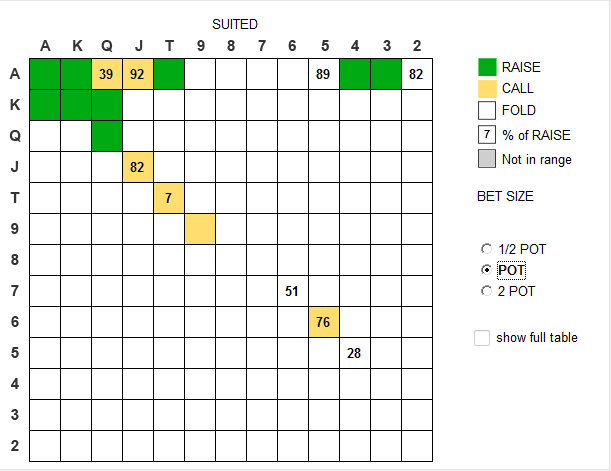 SUITED
A K Q J T 9 8 7 6 5 4 3 2
A 39 92 89 82
K
Q
J 82
T 7
9
8
7 51
6 76
5 28
4
3
2
RAISE
CALL
FOLD
7 % of RAISE
Not in range
BET SIZE
1/2 POT
POT
2 POT
show full table